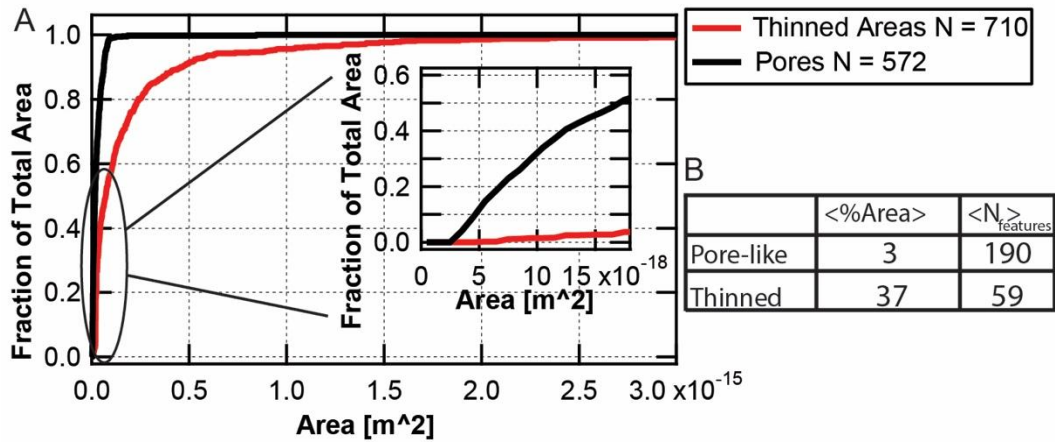 A
Thinned Areas N = 710
Pores N = 572
Fraction of Total Area
1.0
0.8
0.6
0.4
0.2
0.0
0.0 0.5 1.0 1.5 2.0 2.5 3.0 x10^-15
Area [m^2]
Fraction of Total Area
0.6
0.4
0.2
0.0
0 5 10 15 x10^-18
Area [m^2]
B
<%Area> <N_features>
Pore-like 3 190
Thinned 37 59